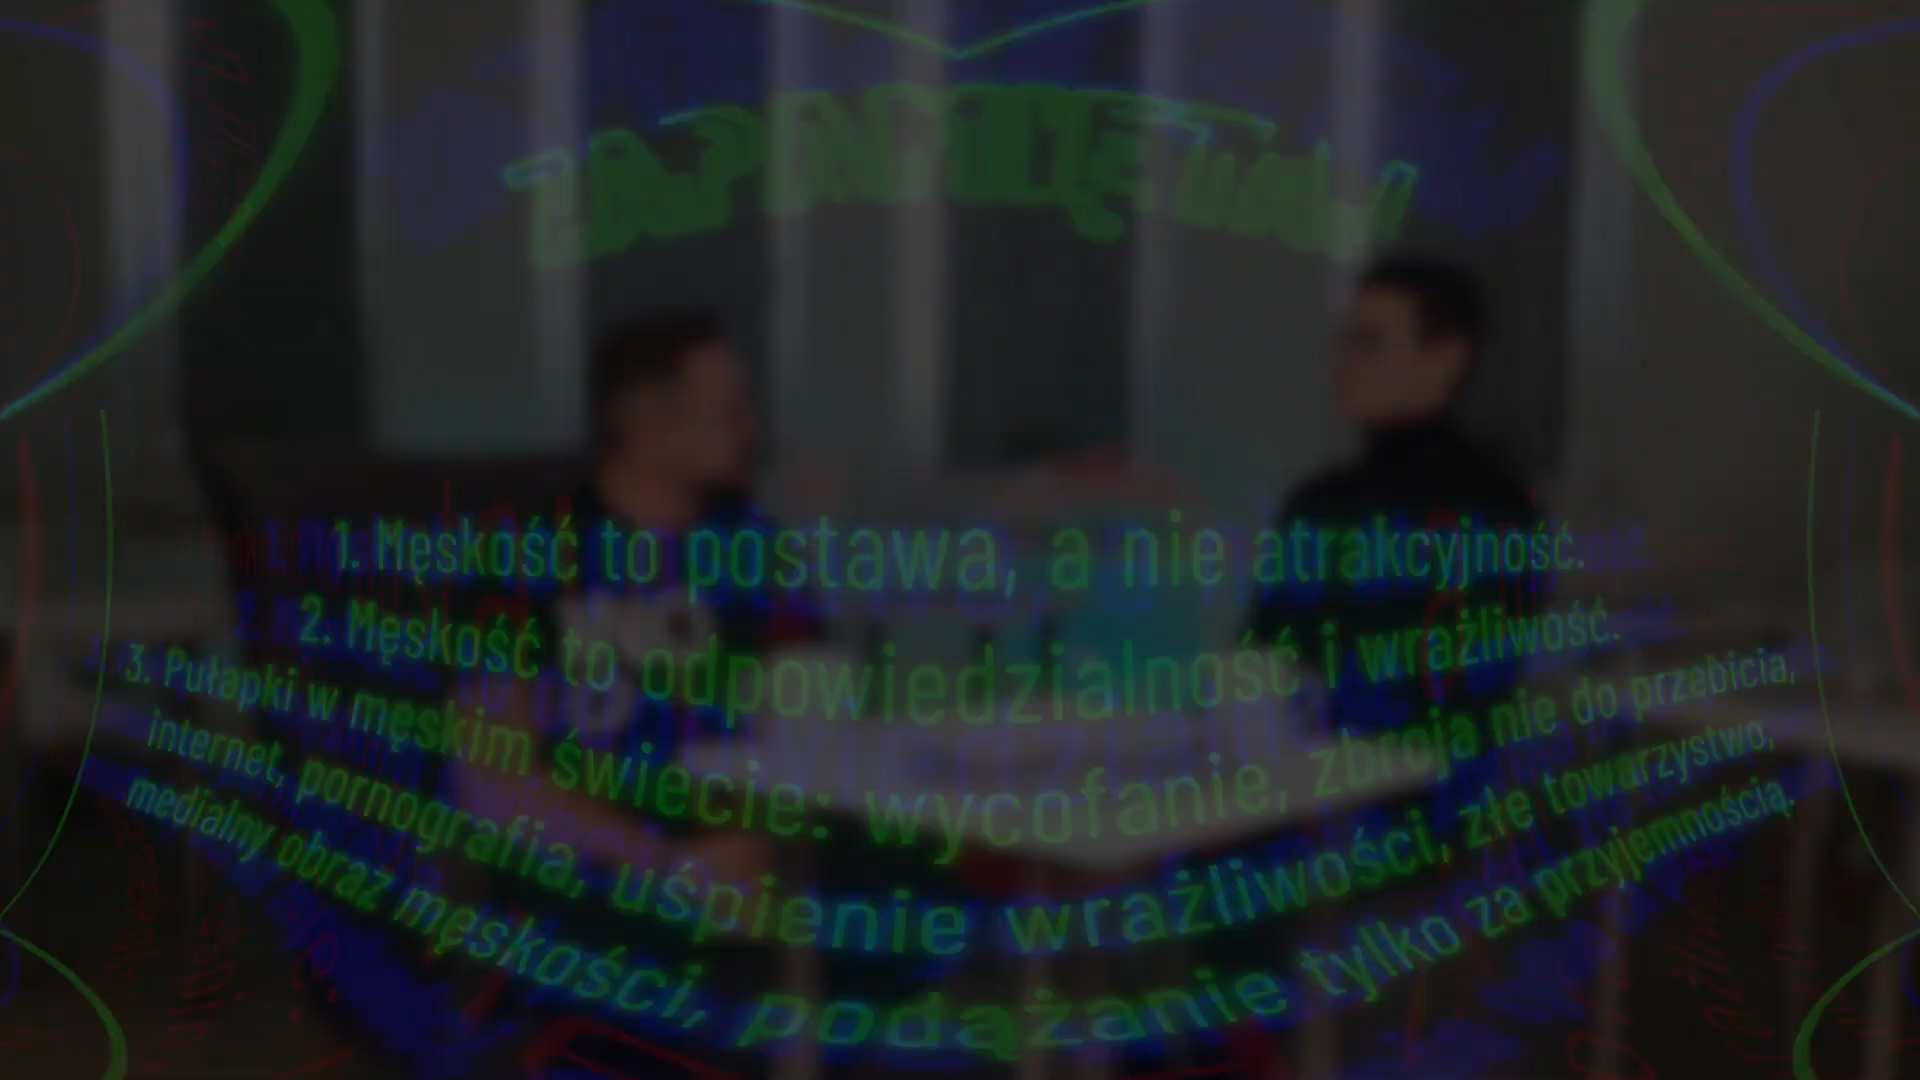 ZAPAMIĘTAJ!
1. Męskość to postawa, a nie atrakcyjność.
2. Męskość to odpowiedzialność i wrażliwość.
3. Pułapki w męskim świecie: wycofanie, zbroja nie do przebicia,
internet, pornografia, uśpienie wrażliwości, złe towarzystwo,
medialny obraz męskości, podążanie tylko za przyjemnością.